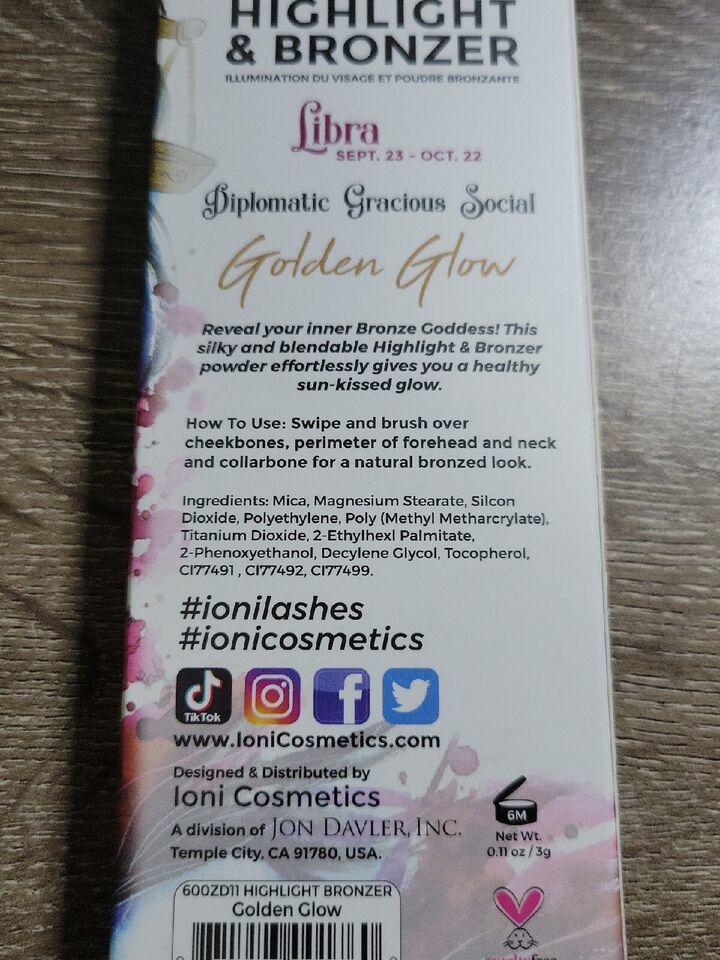 HIGHLIGHT
& BRONZER
ILLUMINATION DU VISAGE ET POUDRE BRONZANTE
Libra
SEPT. 23 - OCT. 22
Diplomatic Gracious Social
Golden Glow
Reveal your inner Bronze Goddess! This
silky and blendable Highlight & Bronzer
powder effortlessly gives you a healthy
sun-kissed glow.
How To Use: Swipe and brush over
cheekbones, perimeter of forehead and neck
and collarbone for a natural bronzed look.
Ingredients: Mica, Magnesium Stearate, Silcon
Dioxide, Polyethylene, Poly (Methyl Metharcrylate),
Titanium Dioxide, 2-Ethylhexl Palmitate,
2-Phenoxyethanol, Decylene Glycol, Tocopherol,
CI77491 , CI77492, CI77499.
#ionilashes
#ionicosmetics
TikTok
www.IoniCosmetics.com
Designed & Distributed by
Ioni Cosmetics
A division of JON DAVLER, INC.
Temple City, CA 91780, USA.
6M
Net Wt.
0.11 oz / 3g
600ZD11 HIGHLIGHT BRONZER
Golden Glow
crueltyfree